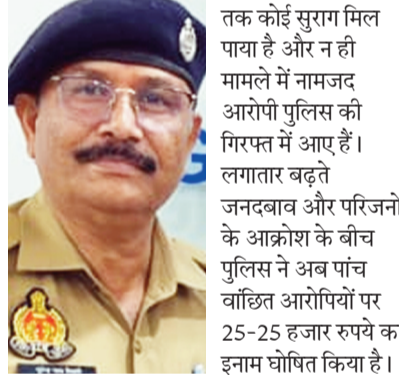 तक कोई सुराग मिल
पाया है और न ही
मामले में नामजद
आरोपी पुलिस की
गिरफ्त में आए हैं।
लगातार बढ़ते
जनदबाव और परिजनो
के आक्रोश के बीच
पुलिस ने अब पांच
वांछित आरोपियों पर
25-25 हजार रुपये क
इनाम घोषित किया है।